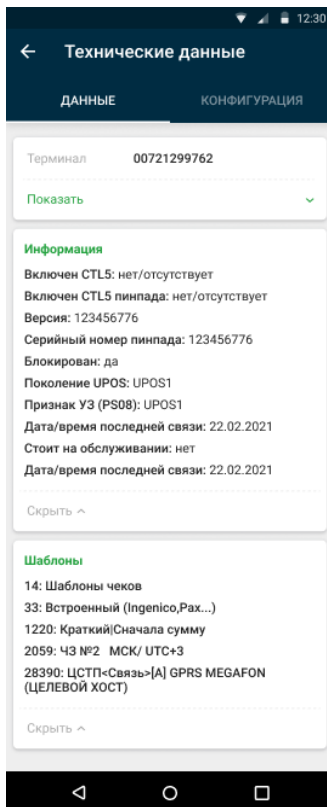 12:30
Технические данные
ДАННЫЕ КОНФИГУРАЦИЯ
Терминал 00721299762
Показать
Информация
Включен CTL5: нет/отсутствует
Включен CTL5 пинпада: нет/отсутствует
Версия: 123456776
Серийный номер пинпада: 123456776
Блокирован: да
Поколение UPOS: UPOS1
Признак УЗ (PS08): UPOS1
Дата/время последней связи: 22.02.2021
Стоит на обслуживании: нет
Дата/время последней связи: 22.02.2021
Скрыть
Шаблоны
14: Шаблоны чеков
33: Встроенный (Ingenico,Pax...)
1220: Краткий|Сначала сумму
2059: ЧЗ №2 МСК/ UTC+3
28390: ЦСТП<Связь>[A] GPRS MEGAFON
(ЦЕЛЕВОЙ ХОСТ)
Скрыть